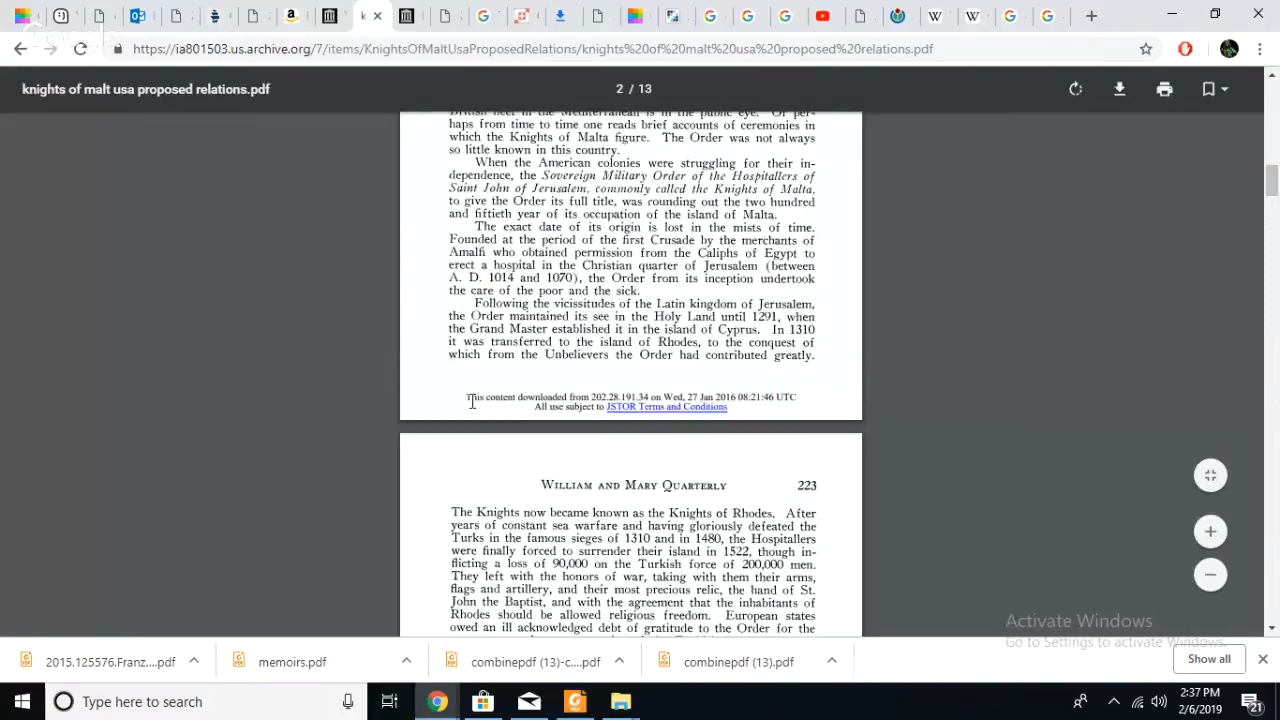 https://ia801503.us.archive.org/7/items/KnightsOfMaltUsaProposedRelations/knights%20of%20malt%20usa%20proposed%20relations.pdf
knights of malt usa proposed relations.pdf
2 / 13
British fleet in the Mediterranean is in the public eye. Or per-
haps from time to time one reads brief accounts of ceremonies in
which the Knights of Malta figure. The Order was not always
so little known in this country.
When the American colonies were struggling for their in-
dependence, the Sovereign Military Order of the Hospitallers of
Saint John of Jerusalem, commonly called the Knights of Malta,
to give the Order its full title, was rounding out the two hundred
and fiftieth year of its occupation of the island of Malta.
The exact date of its origin is lost in the mists of time.
Founded at the period of the first Crusade by the merchants of
Amalfi who obtained permission from the Caliphs of Egypt to
erect a hospital in the Christian quarter of Jerusalem (between
A. D. 1014 and 1070), the Order from its inception undertook
the care of the poor and the sick.
Following the vicissitudes of the Latin kingdom of Jerusalem,
the Order maintained its see in the Holy Land until 1291, when
the Grand Master established it in the island of Cyprus. In 1310
it was transferred to the island of Rhodes, to the conquest of
which from the Unbelievers the Order had contributed greatly.
This content downloaded from 202.28.191.34 on Wed, 27 Jan 2016 08:21:46 UTC
All use subject to JSTOR Terms and Conditions
WILLIAM AND MARY QUARTERLY 223
The Knights now became known as the Knights of Rhodes. After
years of constant sea warfare and having gloriously defeated the
Turks in the famous sieges of 1310 and in 1480, the Hospitallers
were finally forced to surrender their island in 1522, though in-
flicting a loss of 90,000 on the Turkish force of 200,000 men.
They left with the honors of war, taking with them their arms,
flags and artillery, and their most precious relic, the hand of St.
John the Baptist, and with the agreement that the inhabitants of
Rhodes should be allowed religious freedom. European states
owed an ill acknowledged debt of gratitude to the Order for the
Activate Windows
Go to Settings to activate Windows.
2015.125576.Franz....pdf
memoirs.pdf
combinepdf (13)-c....pdf
combinepdf (13).pdf
Show all
Type here to search
2:37 PM
2/6/2019
21